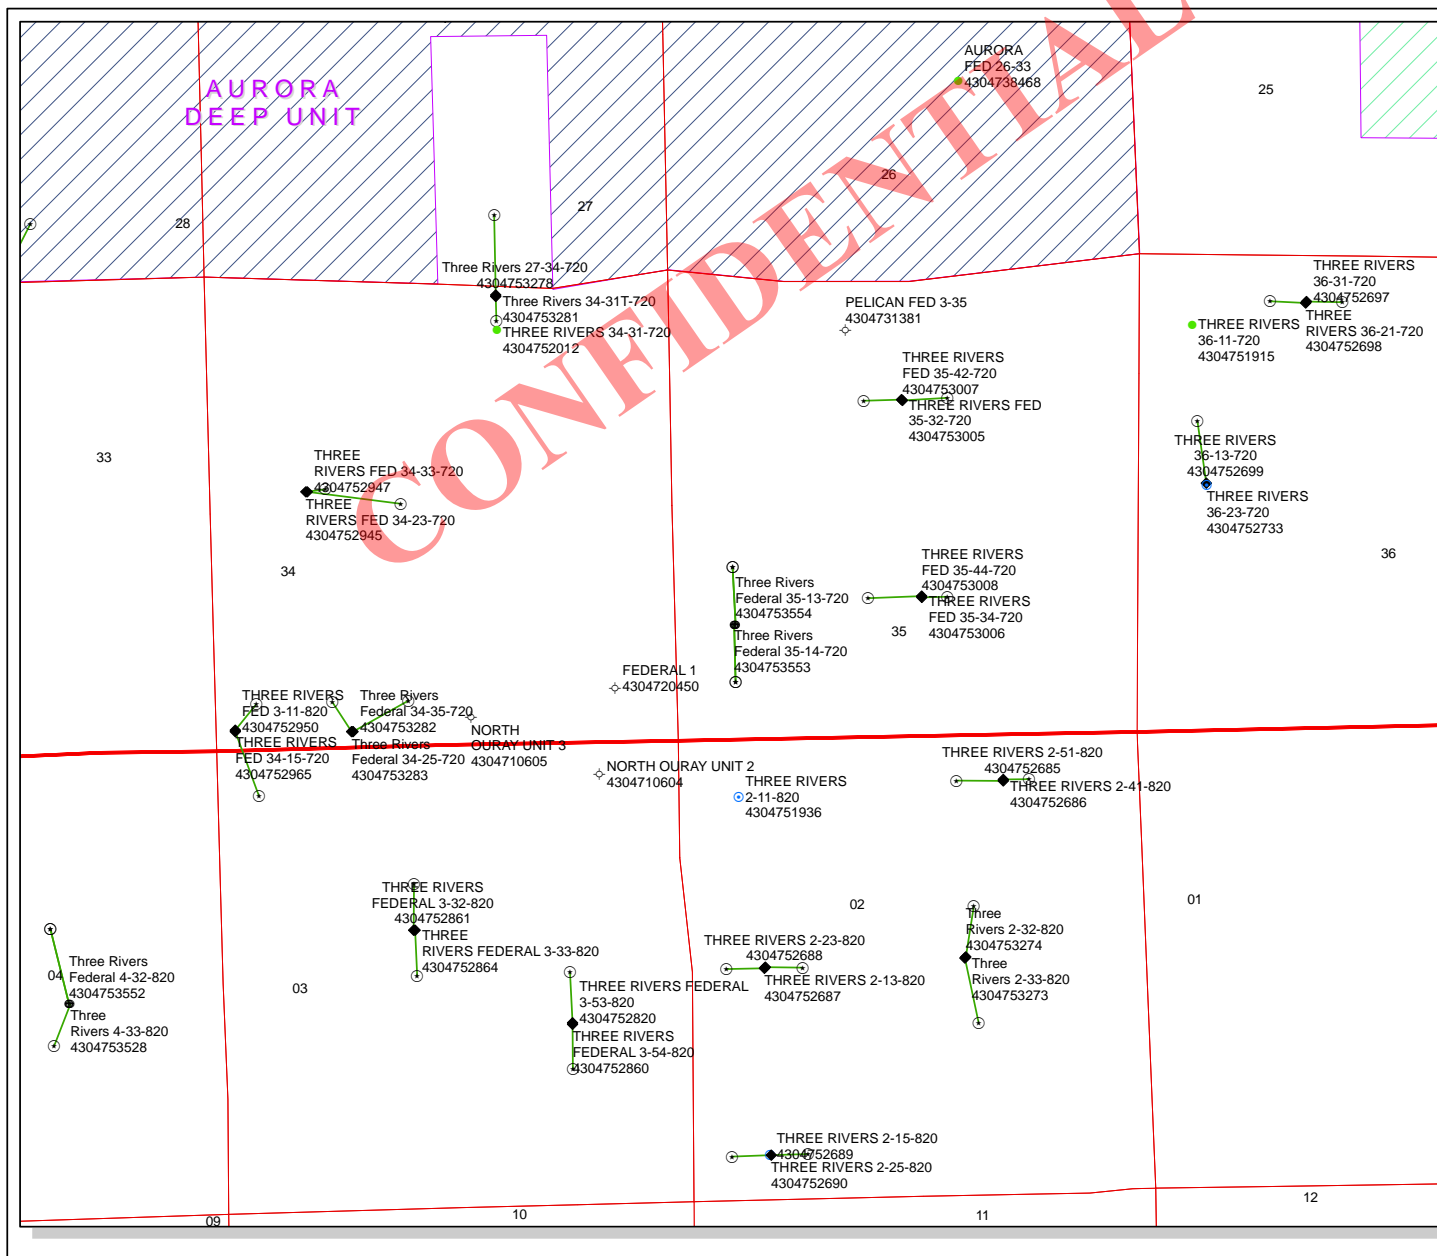 CONFIDENTIAL
AURORA
DEEP UNIT
AURORA
FED 26-33
4304738468
25
26
27
28
Three Rivers 27-34-720
4304753278
Three Rivers 34-31T-720
4304753281
THREE RIVERS 34-31-720
4304752012
PELICAN FED 3-35
4304731381
THREE RIVERS
36-31-720
4304752697
THREE
RIVERS 36-21-720
4304752698
THREE RIVERS
36-11-720
4304751915
THREE RIVERS
FED 35-42-720
4304753007
THREE RIVERS FED
35-32-720
4304753005
33
THREE
RIVERS FED 34-33-720
4304752947
THREE
RIVERS FED 34-23-720
4304752945
THREE RIVERS
36-13-720
4304752699
THREE RIVERS
36-23-720
4304752733
36
34
Three Rivers
Federal 35-13-720
4304753554
Three Rivers
Federal 35-14-720
4304753553
THREE RIVERS
FED 35-44-720
4304753008
THREE RIVERS
FED 35-34-720
4304753006
35
FEDERAL 1
4304720450
THREE RIVERS
FED 3-11-820
4304752950
THREE RIVERS
FED 34-15-720
4304752965
Three Rivers
Federal 34-35-720
4304753282
Three Rivers
Federal 34-25-720
4304753283
NORTH
OURAY UNIT 3
4304710605
NORTH OURAY UNIT 2
4304710604
THREE RIVERS
2-11-820
4304751936
THREE RIVERS 2-51-820
4304752685
THREE RIVERS 2-41-820
4304752686
THREE RIVERS
FEDERAL 3-32-820
4304752861
THREE
RIVERS FEDERAL 3-33-820
4304752864
02
01
Three
Rivers 2-32-820
4304753274
Three
Rivers 2-33-820
4304753273
THREE RIVERS 2-23-820
4304752688
THREE RIVERS 2-13-820
4304752687
04
Three Rivers
Federal 4-32-820
4304753552
Three
Rivers 4-33-820
4304753528
03
THREE RIVERS FEDERAL
3-53-820
4304752820
THREE RIVERS
FEDERAL 3-54-820
4304752860
THREE RIVERS 2-15-820
4304752689
THREE RIVERS 2-25-820
4304752690
09
10
11
12